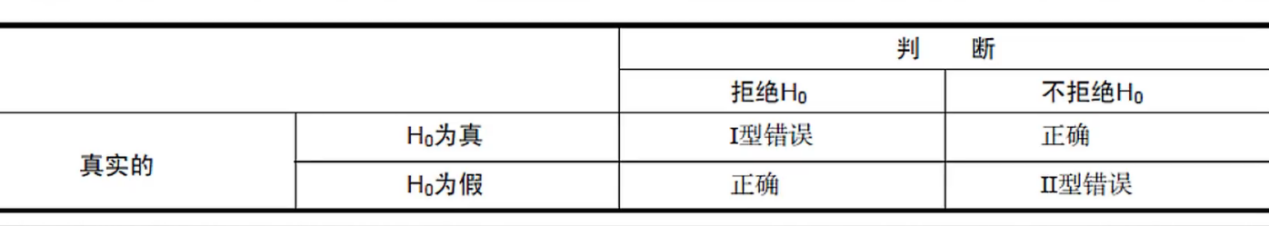 判 断
拒绝H₀ 不拒绝H₀
H₀为真 I型错误 正确
真实的
H₀为假 正确 II型错误